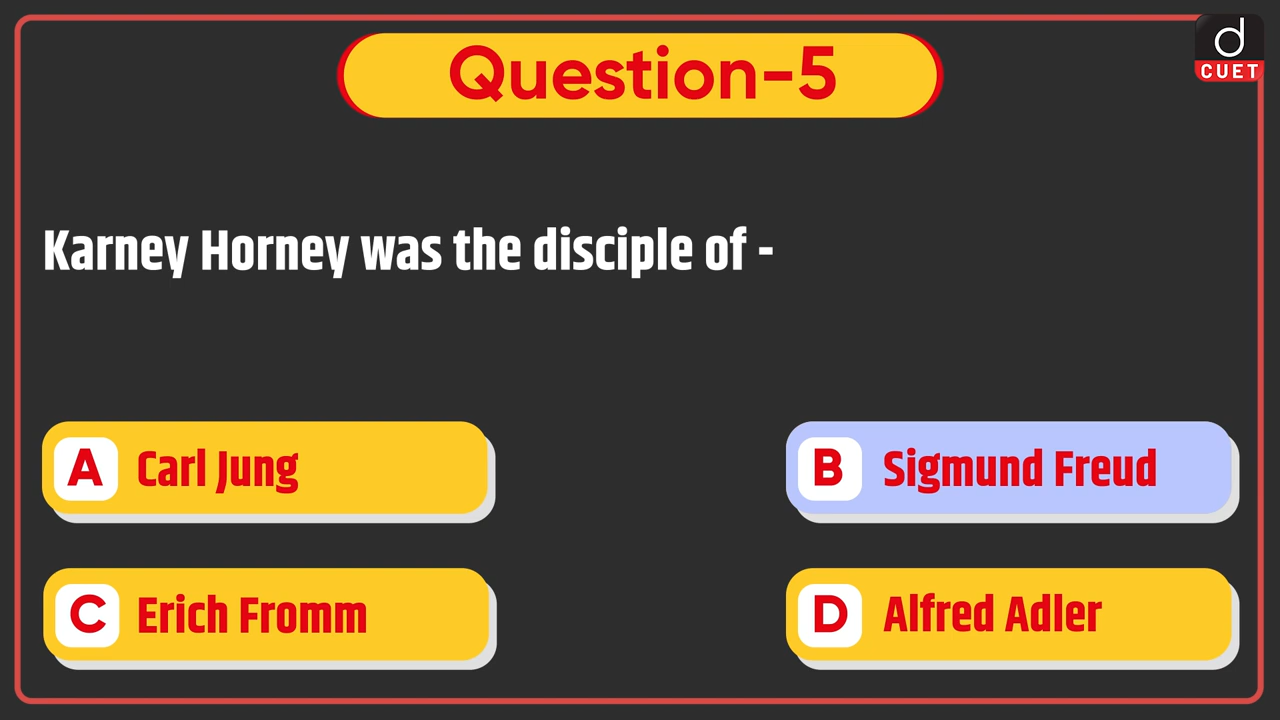 Question-5
d
CUET
Karney Horney was the disciple of -
A Carl Jung
B Sigmund Freud
C Erich Fromm
D Alfred Adler